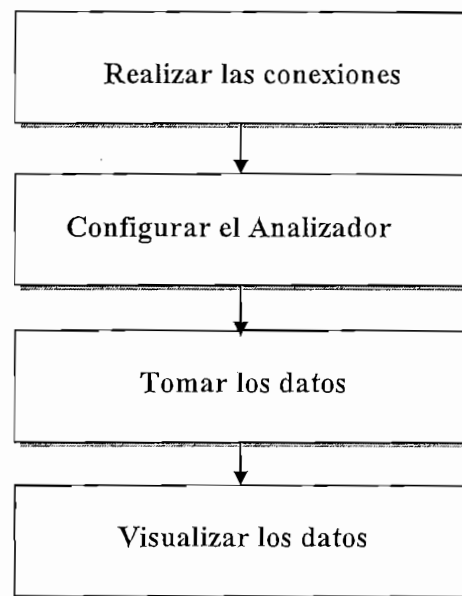 Realizar las conexiones
Configurar el Analizador
Tomar los datos
Visualizar los datos